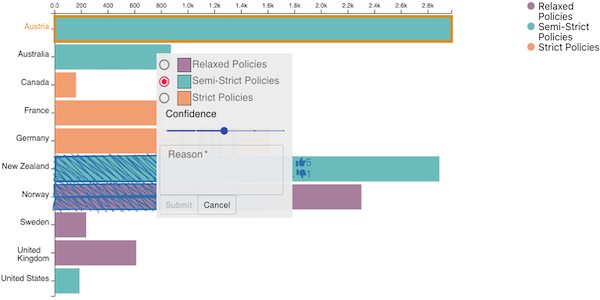 0.0 200 400 600 800 1.0k 1.2k 1.4k 1.6k 1.8k 2.0k 2.2k 2.4k 2.6k 2.8k
Relaxed
Policies
Semi-Strict
Policies
Strict Policies
Austria
Australia
Canada
France
Germany
New Zealand
Norway
Sweden
United
Kingdom
United States
Relaxed Policies
Semi-Strict Policies
Strict Policies
Confidence
Reason *
Submit Cancel
5
1